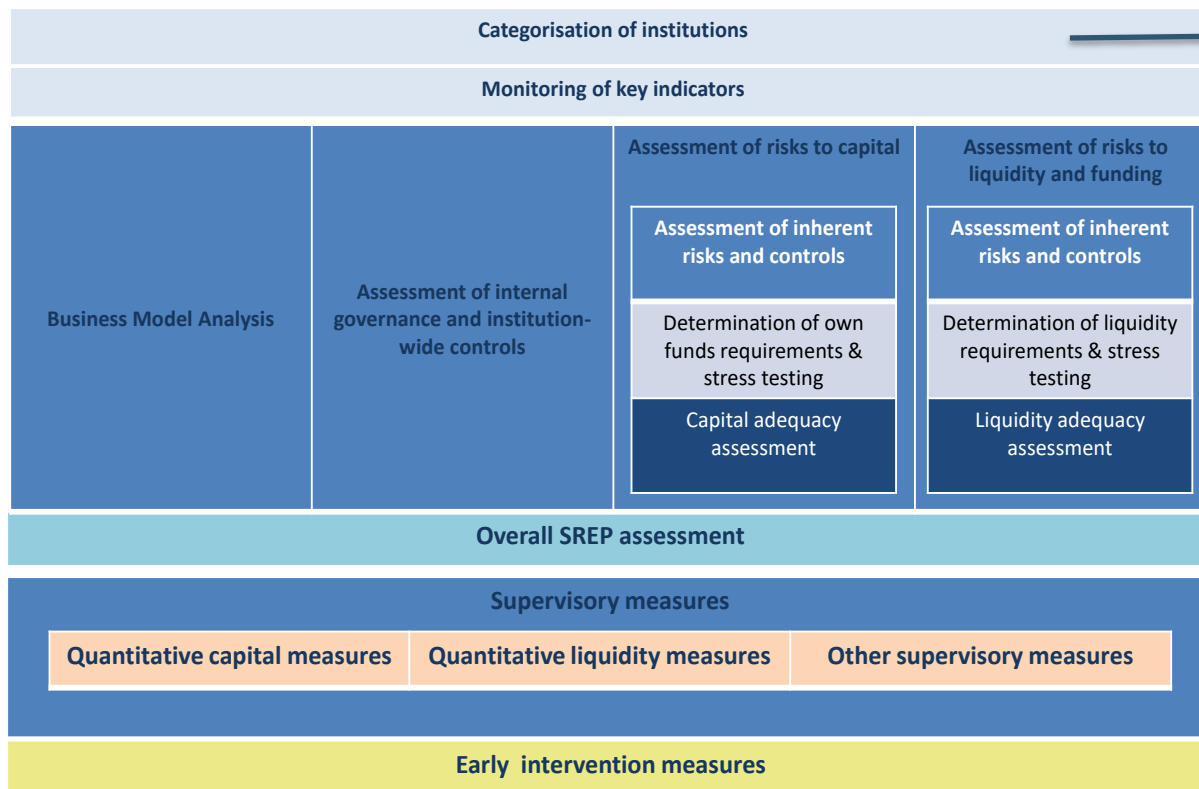 Categorisation of institutions
Monitoring of key indicators
Business Model Analysis
Assessment of internal
governance and institution-
wide controls
Assessment of risks to capital
Assessment of inherent
risks and controls
Determination of own
funds requirements &
stress testing
Capital adequacy
assessment
Assessment of risks to
liquidity and funding
Assessment of inherent
risks and controls
Determination of liquidity
requirements & stress
testing
Liquidity adequacy
assessment
Overall SREP assessment
Supervisory measures
Quantitative capital measures
Quantitative liquidity measures
Other supervisory measures
Early intervention measures